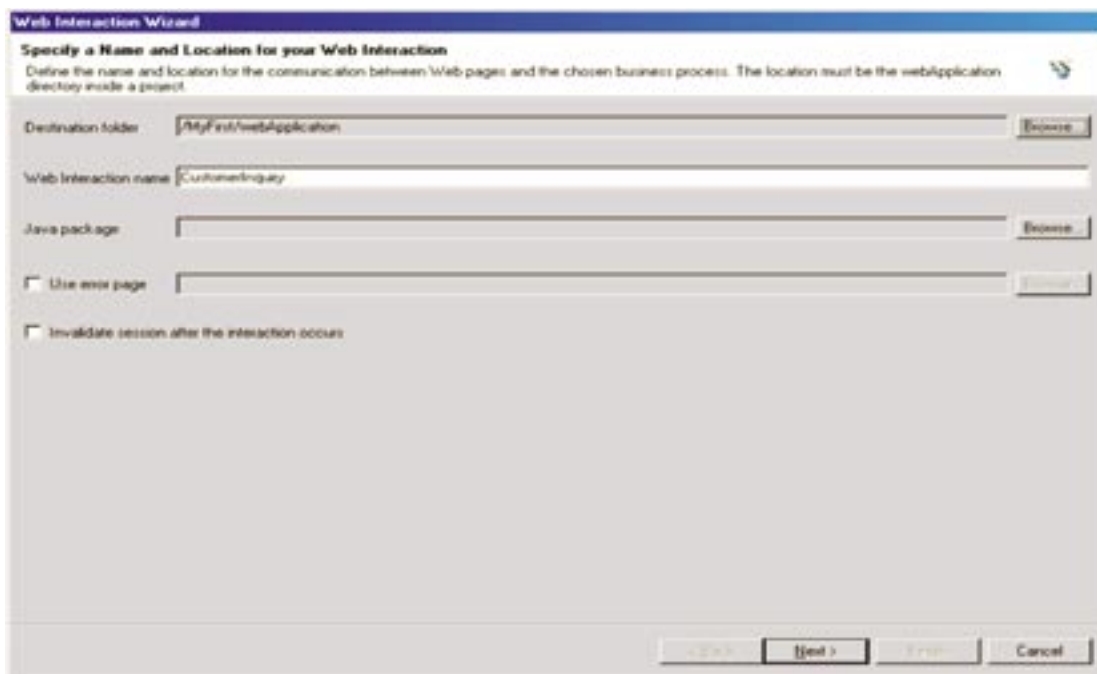 Web Interaction Wizard
Specify a Name and Location for your Web Interaction
Define the name and location for the communication between Web pages and the chosen business process. The location must be the webApplication
directory inside a project.
Destination folder /MyFirst/webApplication Browse...
Web Interaction name CustomerInquiry
Java package Browse...
Use error page
Invalidate session after the interaction occurs
Next > Cancel